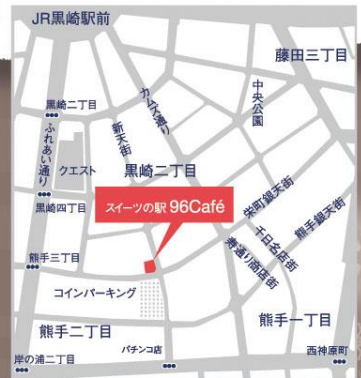 JR黒崎駅前
藤田三丁目
カムズ通り
中央公園
黒崎二丁目
新天街
ふれあい通り
クエスト
黒崎二丁目
黒崎四丁目
スイーツの駅 96Café
栄町銀天街
熊手銀天街
千日名店街
寿通り商店街
熊手三丁目
コインパーキング
熊手二丁目
熊手一丁目
パチンコ店
西神原町
岸の浦二丁目